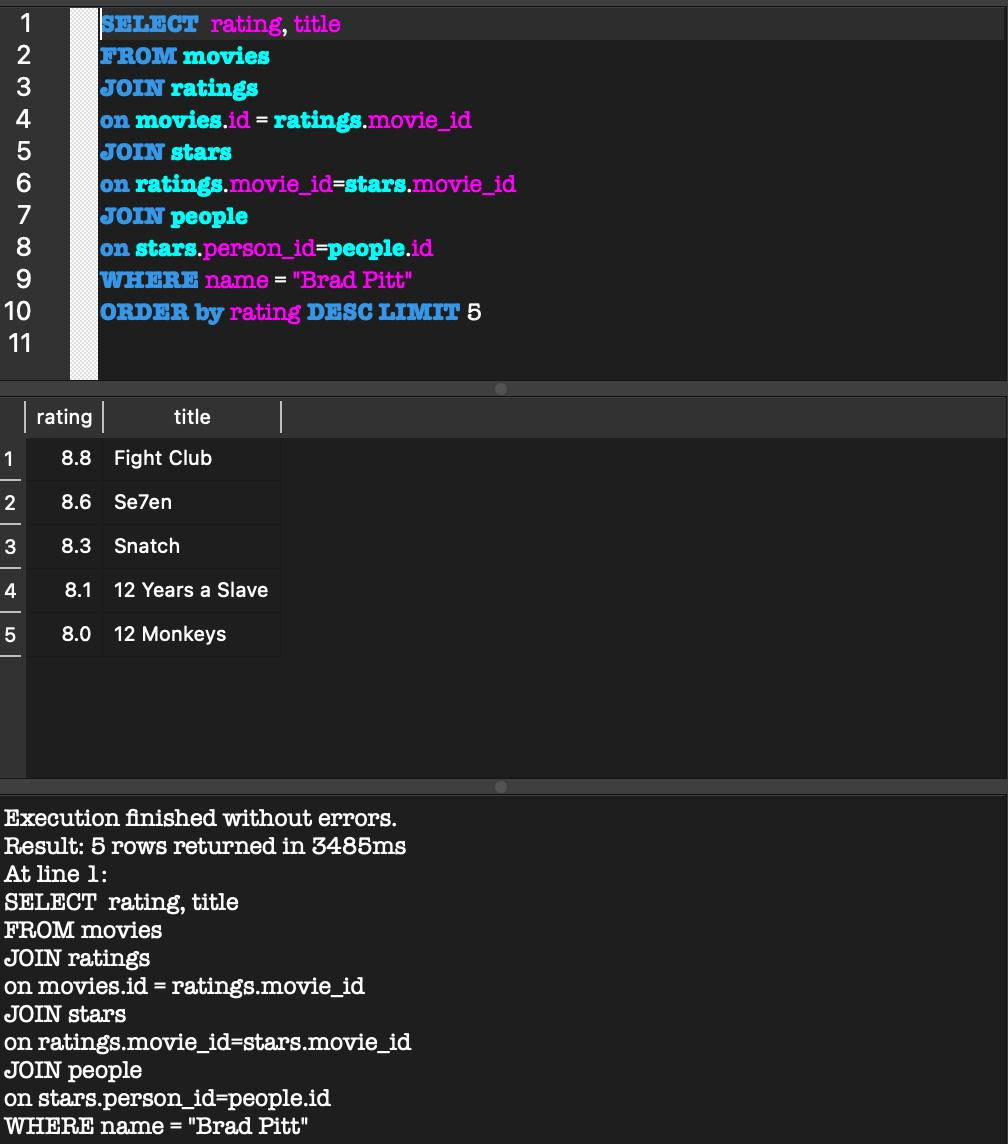 1 SELECT  rating, title
2 FROM movies
3 JOIN ratings
4 on movies.id = ratings.movie_id
5 JOIN stars
6 on ratings.movie_id=stars.movie_id
7 JOIN people
8 on stars.person_id=people.id
9 WHERE name = "Brad Pitt"
10 ORDER by rating DESC LIMIT 5
11
rating title
1 8.8 Fight Club
2 8.6 Se7en
3 8.3 Snatch
4 8.1 12 Years a Slave
5 8.0 12 Monkeys
Execution finished without errors.
Result: 5 rows returned in 3485ms
At line 1:
SELECT  rating, title
FROM movies
JOIN ratings
on movies.id = ratings.movie_id
JOIN stars
on ratings.movie_id=stars.movie_id
JOIN people
on stars.person_id=people.id
WHERE name = "Brad Pitt"